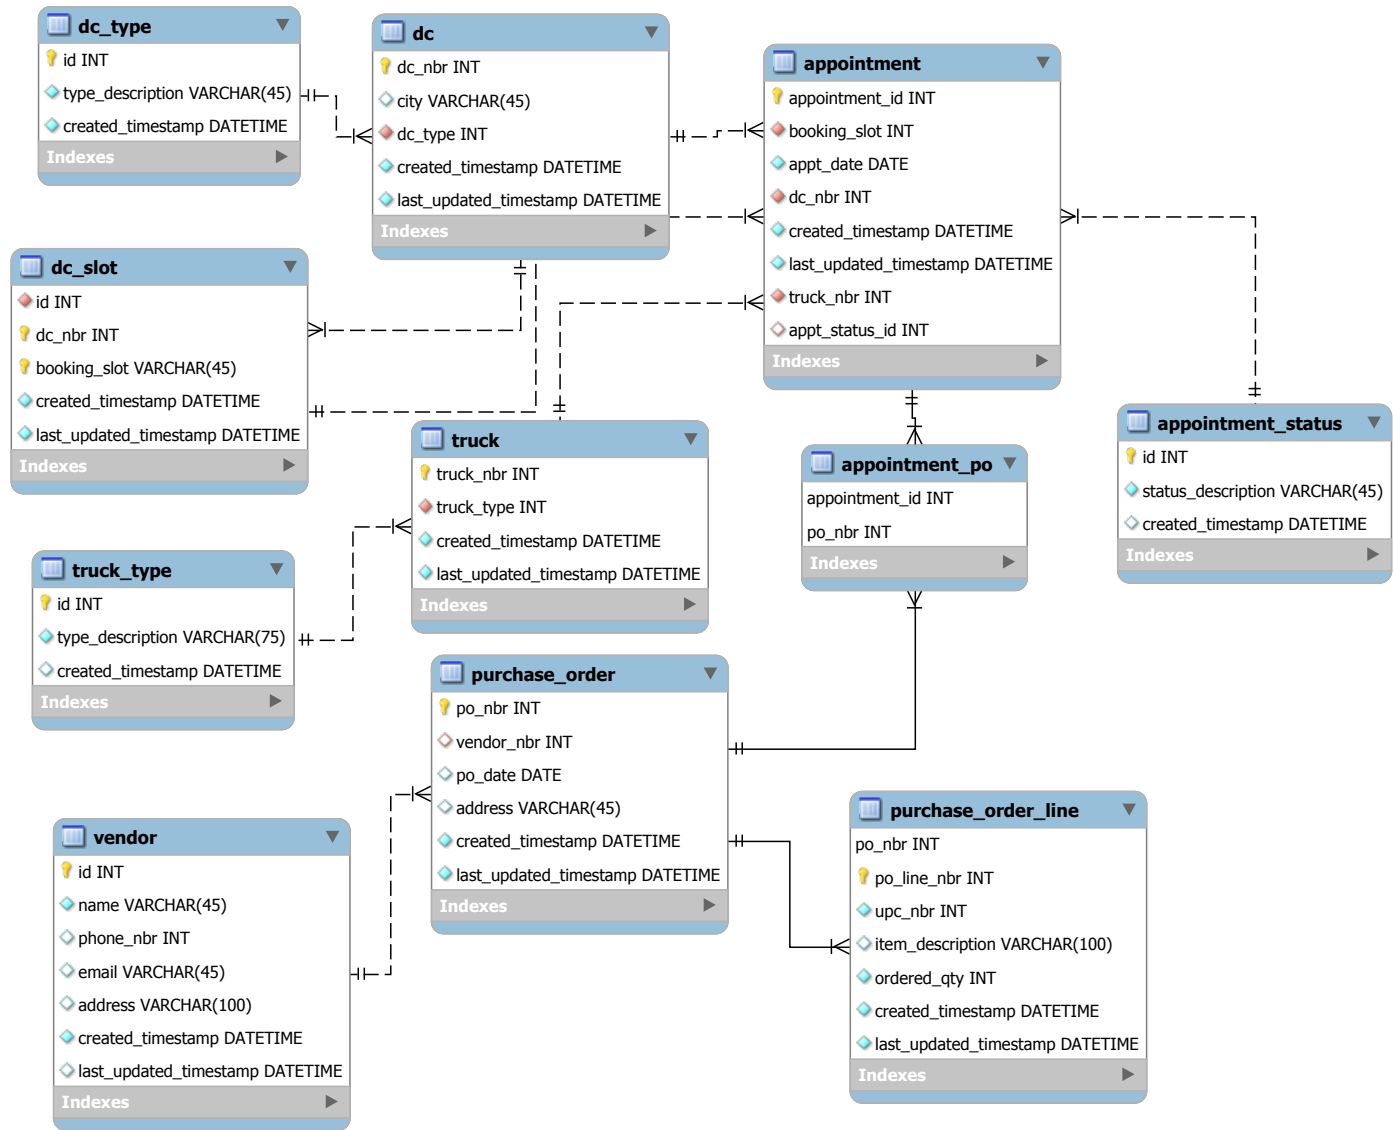 dc_type
id INT
type_description VARCHAR(45)
created_timestamp DATETIME
Indexes
dc
dc_nbr INT
city VARCHAR(45)
dc_type INT
created_timestamp DATETIME
last_updated_timestamp DATETIME
Indexes
appointment
appointment_id INT
booking_slot INT
appt_date DATE
dc_nbr INT
created_timestamp DATETIME
last_updated_timestamp DATETIME
truck_nbr INT
appt_status_id INT
Indexes
dc_slot
id INT
dc_nbr INT
booking_slot VARCHAR(45)
created_timestamp DATETIME
last_updated_timestamp DATETIME
Indexes
truck
truck_nbr INT
truck_type INT
created_timestamp DATETIME
last_updated_timestamp DATETIME
Indexes
appointment_po
appointment_id INT
po_nbr INT
Indexes
appointment_status
id INT
status_description VARCHAR(45)
created_timestamp DATETIME
Indexes
truck_type
id INT
type_description VARCHAR(75)
created_timestamp DATETIME
Indexes
purchase_order
po_nbr INT
vendor_nbr INT
po_date DATE
address VARCHAR(45)
created_timestamp DATETIME
last_updated_timestamp DATETIME
Indexes
vendor
id INT
name VARCHAR(45)
phone_nbr INT
email VARCHAR(45)
address VARCHAR(100)
created_timestamp DATETIME
last_updated_timestamp DATETIME
Indexes
purchase_order_line
po_nbr INT
po_line_nbr INT
upc_nbr INT
item_description VARCHAR(100)
ordered_qty INT
created_timestamp DATETIME
last_updated_timestamp DATETIME
Indexes